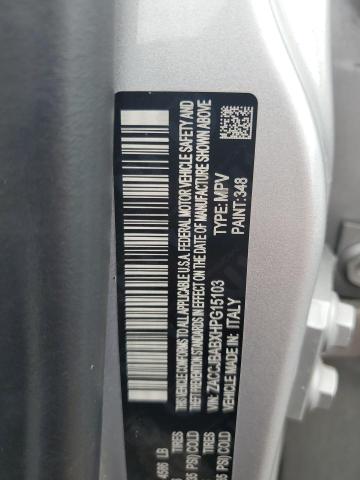 4586 LB
TIRES
PSI) COLD
TIRES
PSI) COLD
THIS VEHICLE CONFORMS TO ALL APPLICABLE U.S.A. FEDERAL MOTOR VEHICLE SAFETY AND
THEFT PREVENTION STANDARDS IN EFFECT ON THE DATE OF MANUFACTURE SHOWN ABOVE
VIN: ZACCJBABXHPG15103
TYPE: MPV
VEHICLE MADE IN: ITALY
PAINT: 348